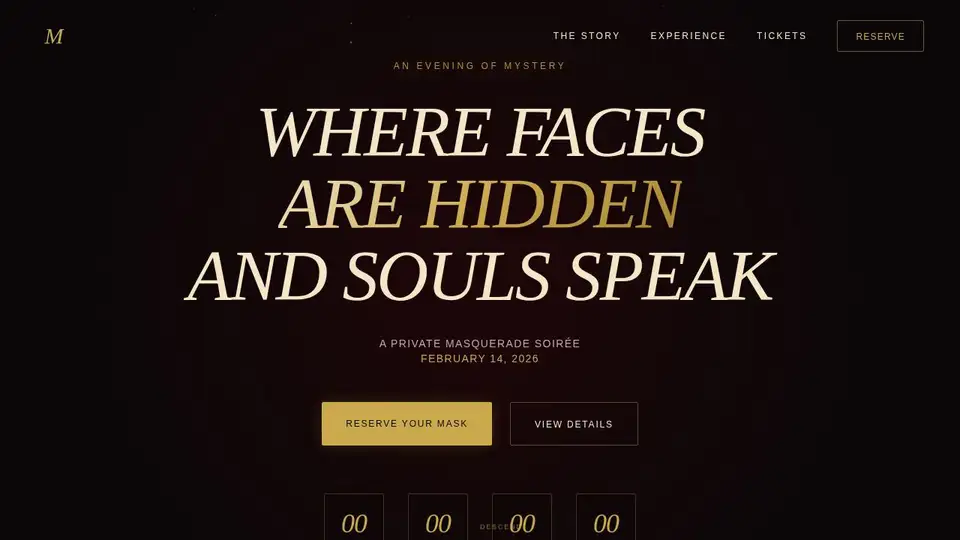 M
THE STORY
EXPERIENCE
TICKETS
RESERVE
AN EVENING OF MYSTERY
WHERE FACES
ARE HIDDEN
AND SOULS SPEAK
A PRIVATE MASQUERADE SOIRÉE
FEBRUARY 14, 2026
RESERVE YOUR MASK
VIEW DETAILS
00 00 00 00